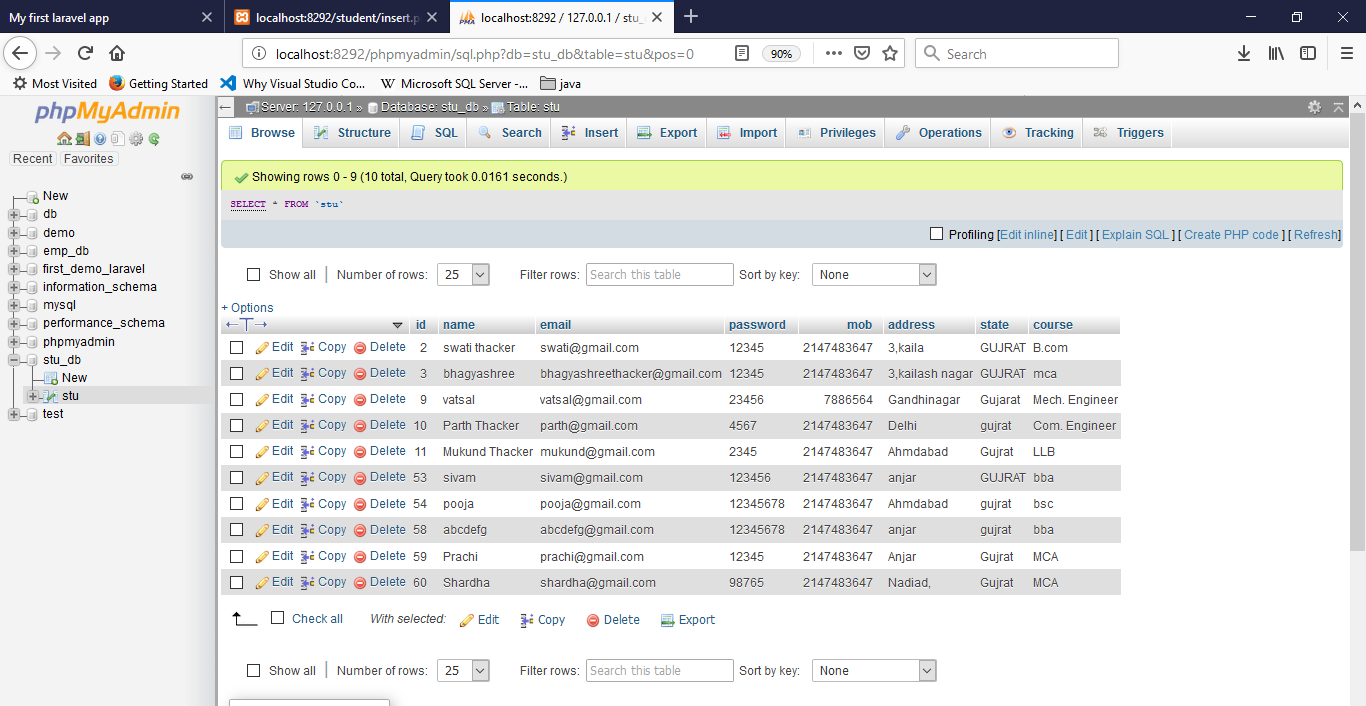 My first laravel app
localhost:8292/student/insert.p
localhost:8292 / 127.0.0.1 / stu_
localhost:8292/phpmyadmin/sql.php?db=stu_db&table=stu&pos=0
90%
Search
Most Visited
Getting Started
Why Visual Studio Co...
Microsoft SQL Server -...
java
phpMyAdmin
Recent Favorites
New
db
demo
emp_db
first_demo_laravel
information_schema
mysql
performance_schema
phpmyadmin
stu_db
New
stu
test
Server: 127.0.0.1 » Database: stu_db » Table: stu
Browse Structure SQL Search Insert Export Import Privileges Operations Tracking Triggers
Showing rows 0 - 9 (10 total, Query took 0.0161 seconds.)
SELECT * FROM `stu`
Profiling [Edit inline] [ Edit ] [ Explain SQL ] [ Create PHP code ] [ Refresh]
Show all | Number of rows: 25 Filter rows: Search this table Sort by key: None
+ Options
id name email password mob address state course
Edit Copy Delete 2 swati thacker swati@gmail.com 12345 2147483647 3,kaila GUJRAT B.com
Edit Copy Delete 3 bhagyashree bhagyashreethacker@gmail.com 12345 2147483647 3,kailash nagar GUJRAT mca
Edit Copy Delete 9 vatsal vatsal@gmail.com 23456 7886564 Gandhinagar Gujarat Mech. Engineer
Edit Copy Delete 10 Parth Thacker parth@gmail.com 4567 2147483647 Delhi gujrat Com. Engineer
Edit Copy Delete 11 Mukund Thacker mukund@gmail.com 2345 2147483647 Ahmdabad Gujrat LLB
Edit Copy Delete 53 sivam sivam@gmail.com 123456 2147483647 anjar GUJRAT bba
Edit Copy Delete 54 pooja pooja@gmail.com 12345678 2147483647 Ahmdabad gujrat bsc
Edit Copy Delete 58 abcdefg abcdefg@gmail.com 12345678 2147483647 anjar gujrat bba
Edit Copy Delete 59 Prachi prachi@gmail.com 12345 2147483647 Anjar Gujrat MCA
Edit Copy Delete 60 Shardha shardha@gmail.com 98765 2147483647 Nadiad, Gujrat MCA
Check all With selected: Edit Copy Delete Export
Show all | Number of rows: 25 Filter rows: Search this table Sort by key: None